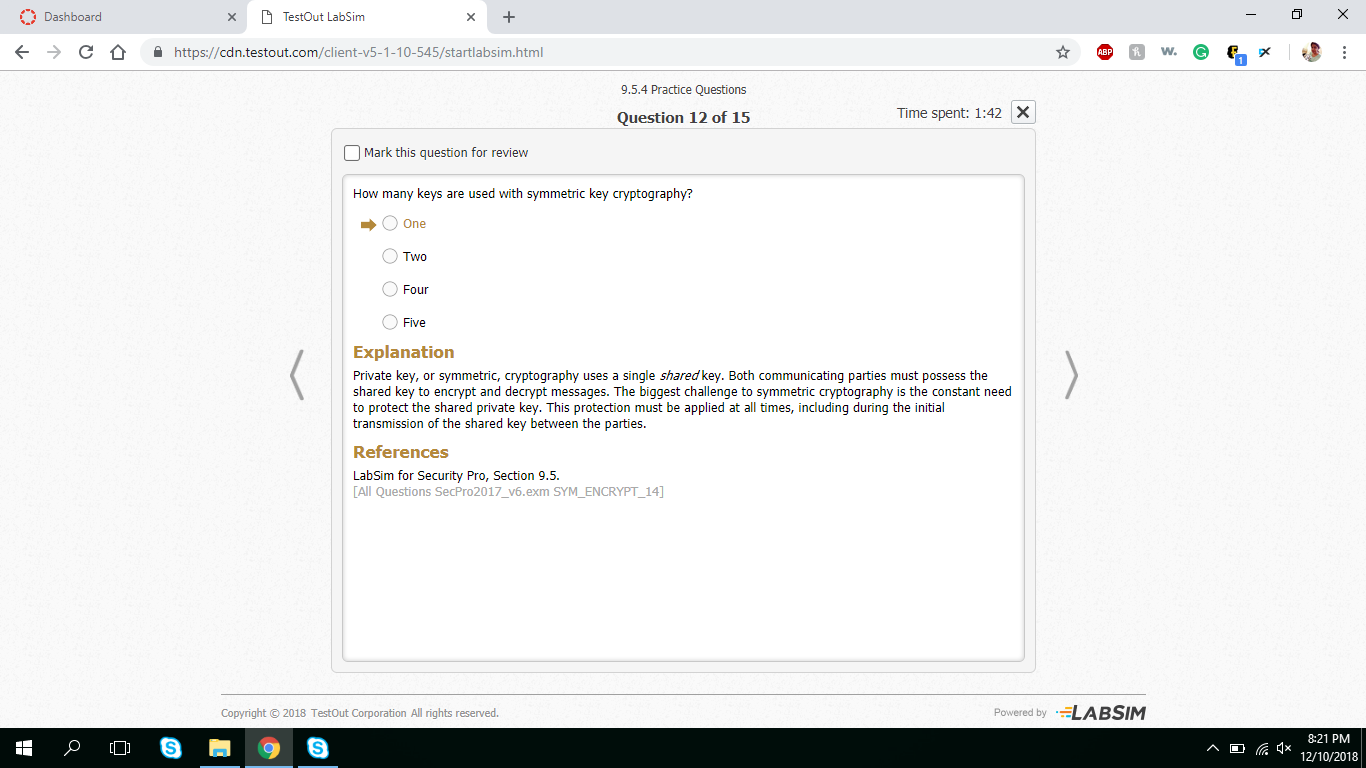 Dashboard
TestOut LabSim
https://cdn.testout.com/client-v5-1-10-545/startlabsim.html
ABP
w.
1
9.5.4 Practice Questions
Question 12 of 15
Time spent: 1:42
Mark this question for review
How many keys are used with symmetric key cryptography?
One
Two
Four
Five
Explanation
Private key, or symmetric, cryptography uses a single shared key. Both communicating parties must possess the
shared key to encrypt and decrypt messages. The biggest challenge to symmetric cryptography is the constant need
to protect the shared private key. This protection must be applied at all times, including during the initial
transmission of the shared key between the parties.
References
LabSim for Security Pro, Section 9.5.
[All Questions SecPro2017_v6.exm SYM_ENCRYPT_14]
Copyright © 2018 TestOut Corporation All rights reserved.
Powered by LABSIM
8:21 PM
12/10/2018